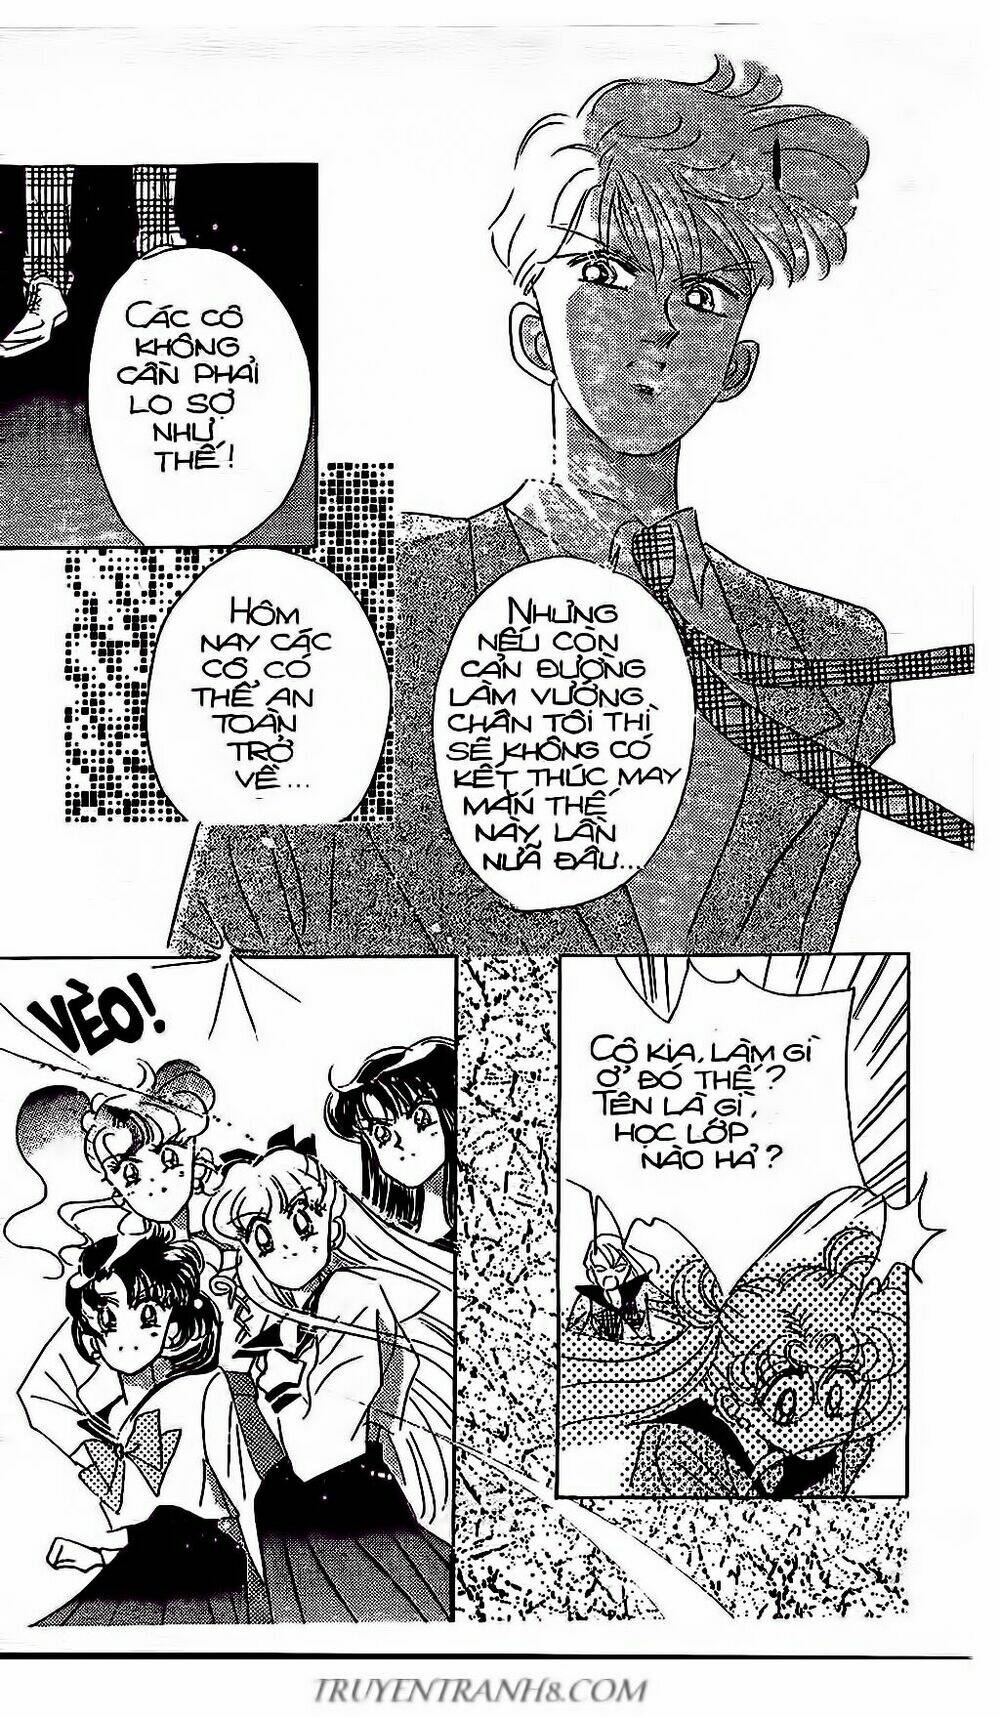 CÁC CÔ
KHÔNG
CẦN PHẢI
LO SỢ
NHƯ
THẾ!
HÔM
NAY CÁC
CÔ CÓ
THỂ AN
TOÀN
TRỞ
VỀ...
NHƯNG
NẾU CÒN
CẢN ĐƯỜNG
LÀM VƯỚNG
CHÂN TÔI THÌ
SẼ KHÔNG CÓ
KẾT THÚC MAY
MẮN THẾ
NÀY LẦN
NỮA ĐÂU...
VÈO!
CÔ KIA, LÀM GÌ
Ở ĐÓ THẾ?
TÊN LÀ GÌ,
HỌC LỚP
NÀO HẢ?
TRUYENTRANH8.COM